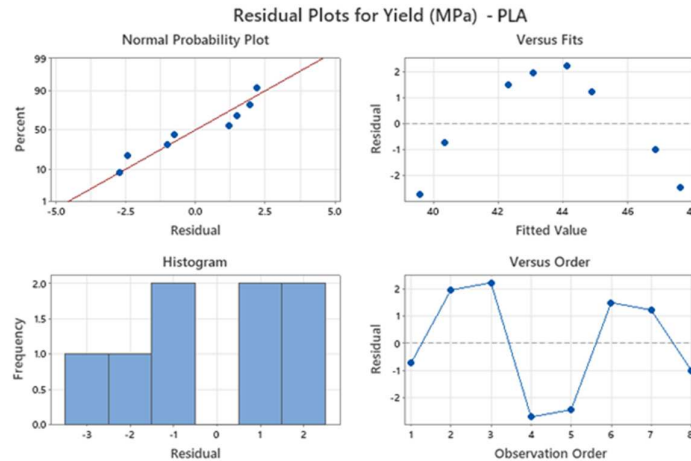 Residual Plots for Yield (MPa) - PLA
Normal Probability Plot
99
90
50
10
1
Percent
-5.0 -2.5 0.0 2.5 5.0
Residual
Versus Fits
2
1
0
-1
-2
Residual
40 42 44 46
Fitted Value
Histogram
2.0
1.5
1.0
0.5
0.0
Frequency
-3 -2 -1 0 1 2
Residual
Versus Order
2
1
0
-1
-2
Residual
1 2 3 4 5 6 7 8
Observation Order